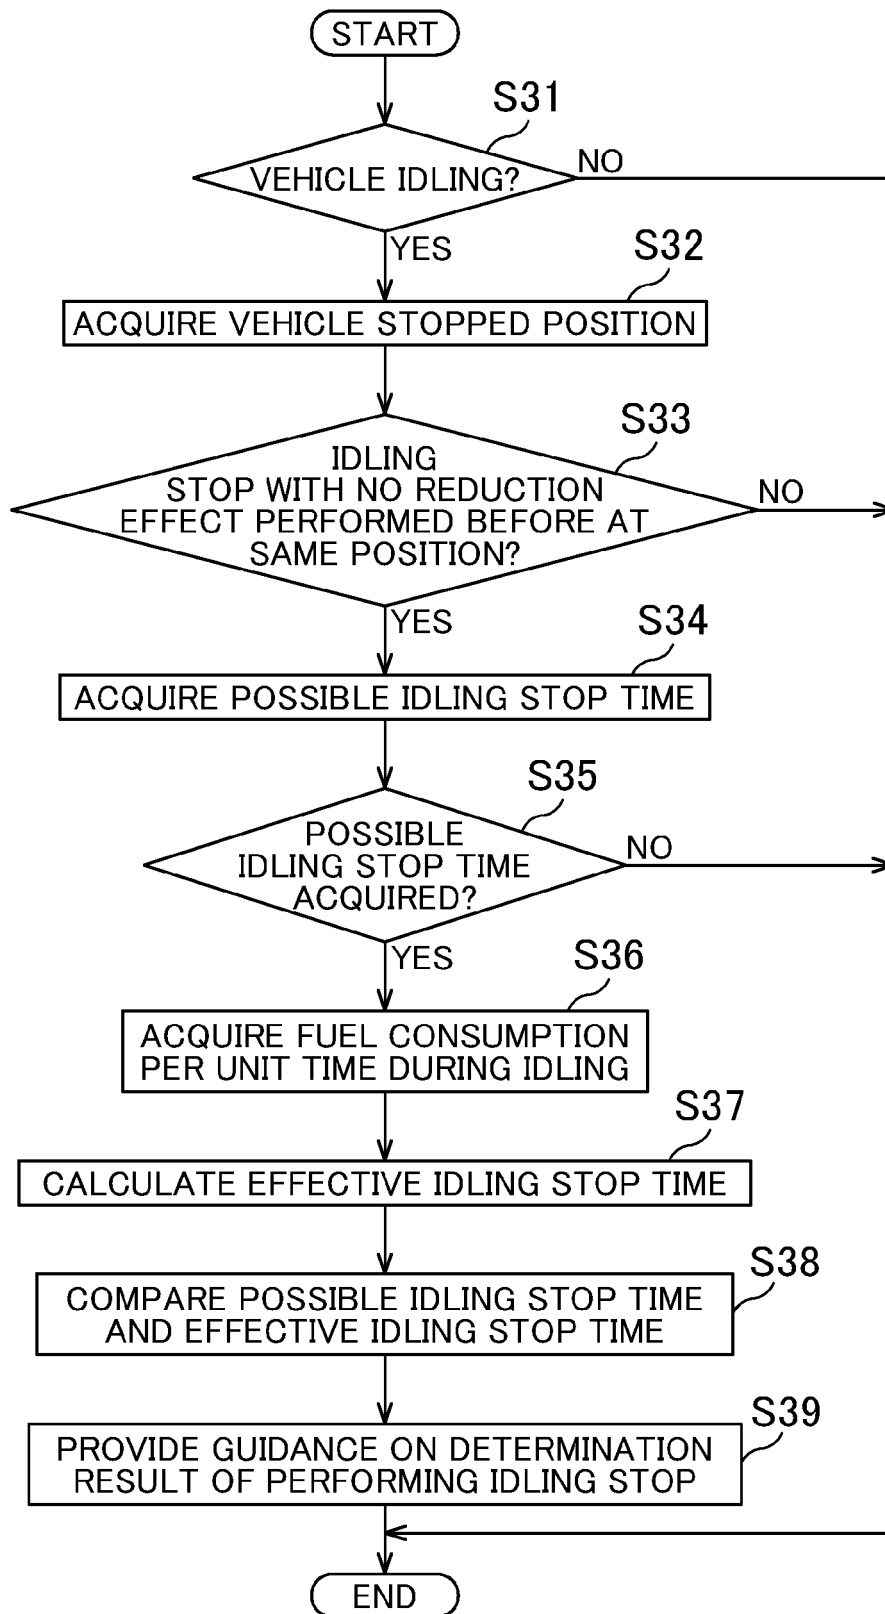 START
S31
VEHICLE IDLING?
NO
YES
S32
ACQUIRE VEHICLE STOPPED POSITION
S33
IDLING
STOP WITH NO REDUCTION
EFFECT PERFORMED BEFORE AT
SAME POSITION?
NO
YES
S34
ACQUIRE POSSIBLE IDLING STOP TIME
S35
POSSIBLE
IDLING STOP TIME
ACQUIRED?
NO
YES
S36
ACQUIRE FUEL CONSUMPTION
PER UNIT TIME DURING IDLING
S37
CALCULATE EFFECTIVE IDLING STOP TIME
S38
COMPARE POSSIBLE IDLING STOP TIME
AND EFFECTIVE IDLING STOP TIME
S39
PROVIDE GUIDANCE ON DETERMINATION
RESULT OF PERFORMING IDLING STOP
END